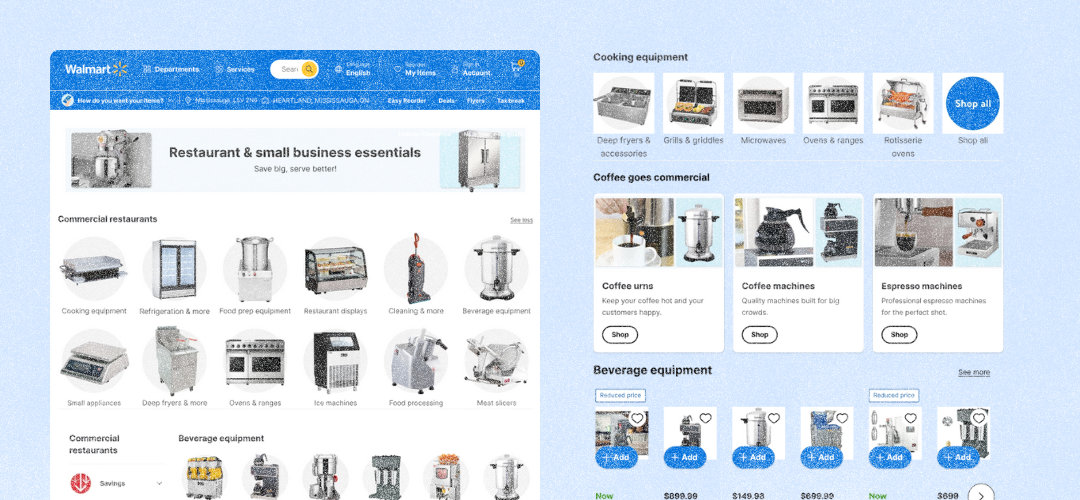 Walmart
Departments
Services
Language
English
Reorder
My Items
Sign In
Account
0
How do you want your items?
Mississauga, L5V 2N6
HEARTLAND, MISSISSAUGA, ON
Easy Reorder
Deals
Flyers
Tax break
Restaurant & small business essentials
Save big, serve better!
Commercial restaurants
See less
Cooking equipment
Refrigeration & more
Food prep equipment
Restaurant displays
Cleaning & more
Beverage equipment
Small appliances
Deep fryers & more
Ovens & ranges
Ice machines
Food processing
Meat slicers
Commercial
restaurants
Savings
Beverage equipment
Cooking equipment
Deep fryers &
accessories
Grills & griddles
Microwaves
Ovens & ranges
Rotisserie
ovens
Shop all
Shop all
Coffee goes commercial
Coffee urns
Keep your coffee hot and your
customers happy.
Shop
Coffee machines
Quality machines built for big
crowds.
Shop
Espresso machines
Professional espresso machines
for the perfect shot.
Shop
Beverage equipment
See more
Reduced price
Reduced price
+ Add
+ Add
+ Add
+ Add
+ Add
+ Add
Now
$899.99
$149.98
$699.99
Now
$699